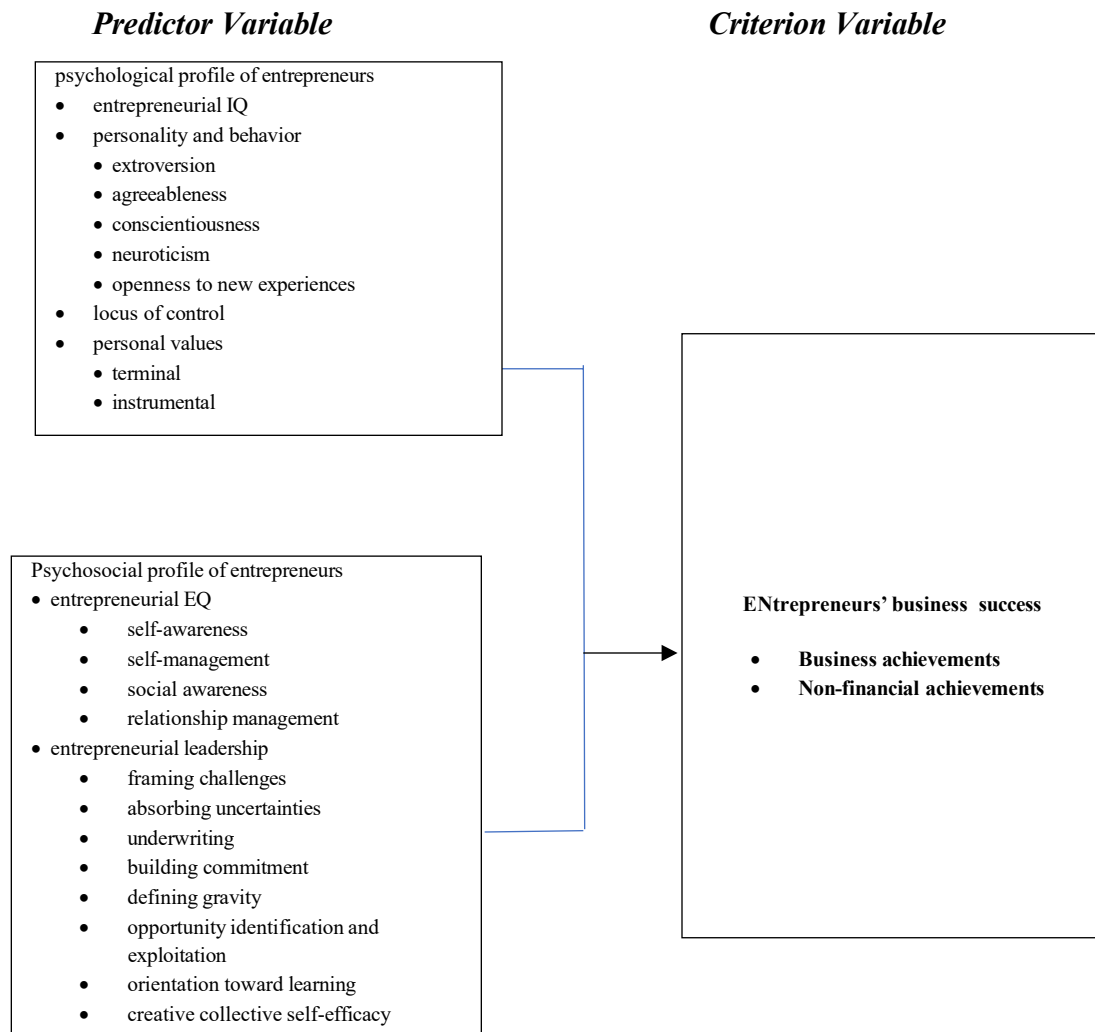 Predictor Variable
Criterion Variable
psychological profile of entrepreneurs
• entrepreneurial IQ
• personality and behavior
• extroversion
• agreeableness
• conscientiousness
• neuroticism
• openness to new experiences
• locus of control
• personal values
• terminal
• instrumental
Psychosocial profile of entrepreneurs
• entrepreneurial EQ
• self-awareness
• self-management
• social awareness
• relationship management
• entrepreneurial leadership
• framing challenges
• absorbing uncertainties
• underwriting
• building commitment
• defining gravity
• opportunity identification and
exploitation
• orientation toward learning
• creative collective self-efficacy
ENtrepreneurs’ business success
• Business achievements
• Non-financial achievements